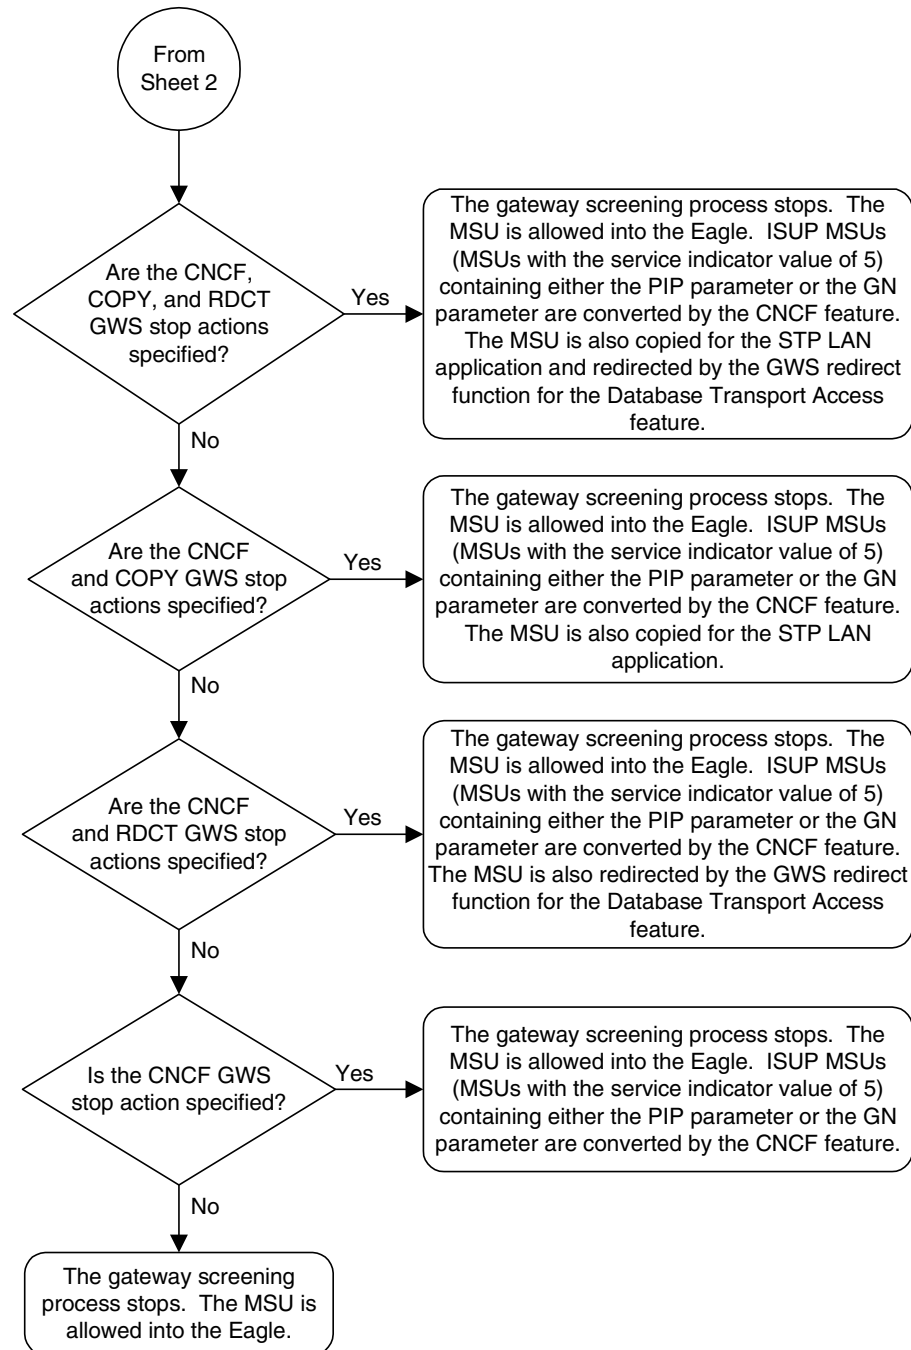 From
Sheet 2
Are the CNCF,
COPY, and RDCT
GWS stop actions
specified?
Yes
The gateway screening process stops.  The
MSU is allowed into the Eagle.  ISUP MSUs
(MSUs with the service indicator value of 5)
containing either the PIP parameter or the GN
parameter are converted by the CNCF feature.
The MSU is also copied for the STP LAN
application and redirected by the GWS redirect
function for the Database Transport Access
feature.
No
Are the CNCF
and COPY GWS stop
actions specified?
Yes
The gateway screening process stops.  The
MSU is allowed into the Eagle.  ISUP MSUs
(MSUs with the service indicator value of 5)
containing either the PIP parameter or the GN
parameter are converted by the CNCF feature.
The MSU is also copied for the STP LAN
application.
No
Are the CNCF
and RDCT GWS stop
actions specified?
Yes
The gateway screening process stops.  The
MSU is allowed into the Eagle.  ISUP MSUs
(MSUs with the service indicator value of 5)
containing either the PIP parameter or the GN
parameter are converted by the CNCF feature.
The MSU is also redirected by the GWS redirect
function for the Database Transport Access
feature.
No
Is the CNCF GWS
stop action specified?
Yes
The gateway screening process stops.  The
MSU is allowed into the Eagle.  ISUP MSUs
(MSUs with the service indicator value of 5)
containing either the PIP parameter or the GN
parameter are converted by the CNCF feature.
No
The gateway screening
process stops.  The MSU is
allowed into the Eagle.